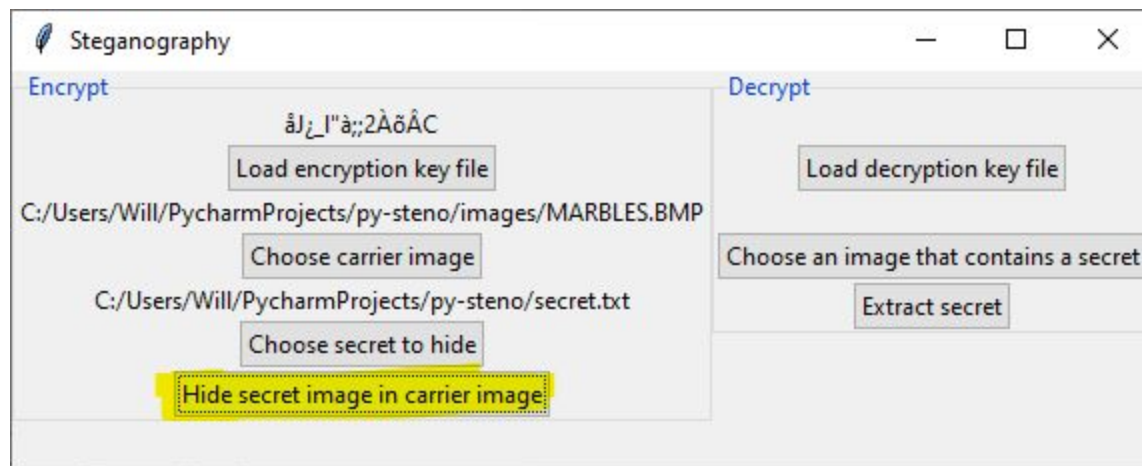 Steganography
Encrypt
åJ¿_I"à;;2ÀõÂC
Load encryption key file
C:/Users/Will/PycharmProjects/py-steno/images/MARBLES.BMP
Choose carrier image
C:/Users/Will/PycharmProjects/py-steno/secret.txt
Choose secret to hide
Hide secret image in carrier image
Decrypt
Load decryption key file
Choose an image that contains a secret
Extract secret